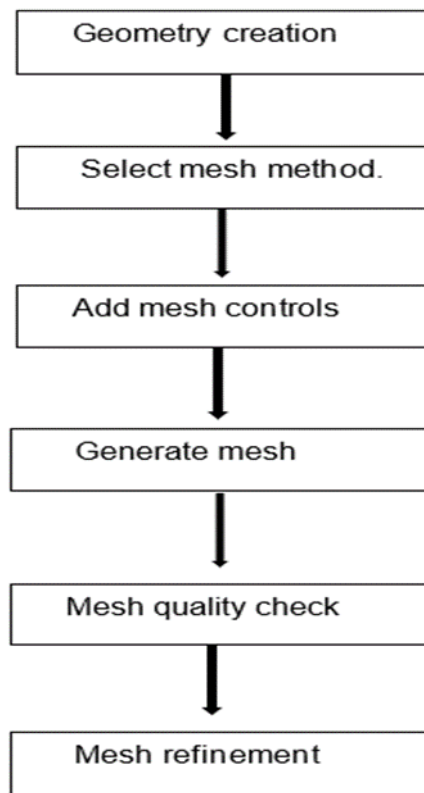 Geometry creation
Select mesh method.
Add mesh controls
Generate mesh
Mesh quality check
Mesh refinement